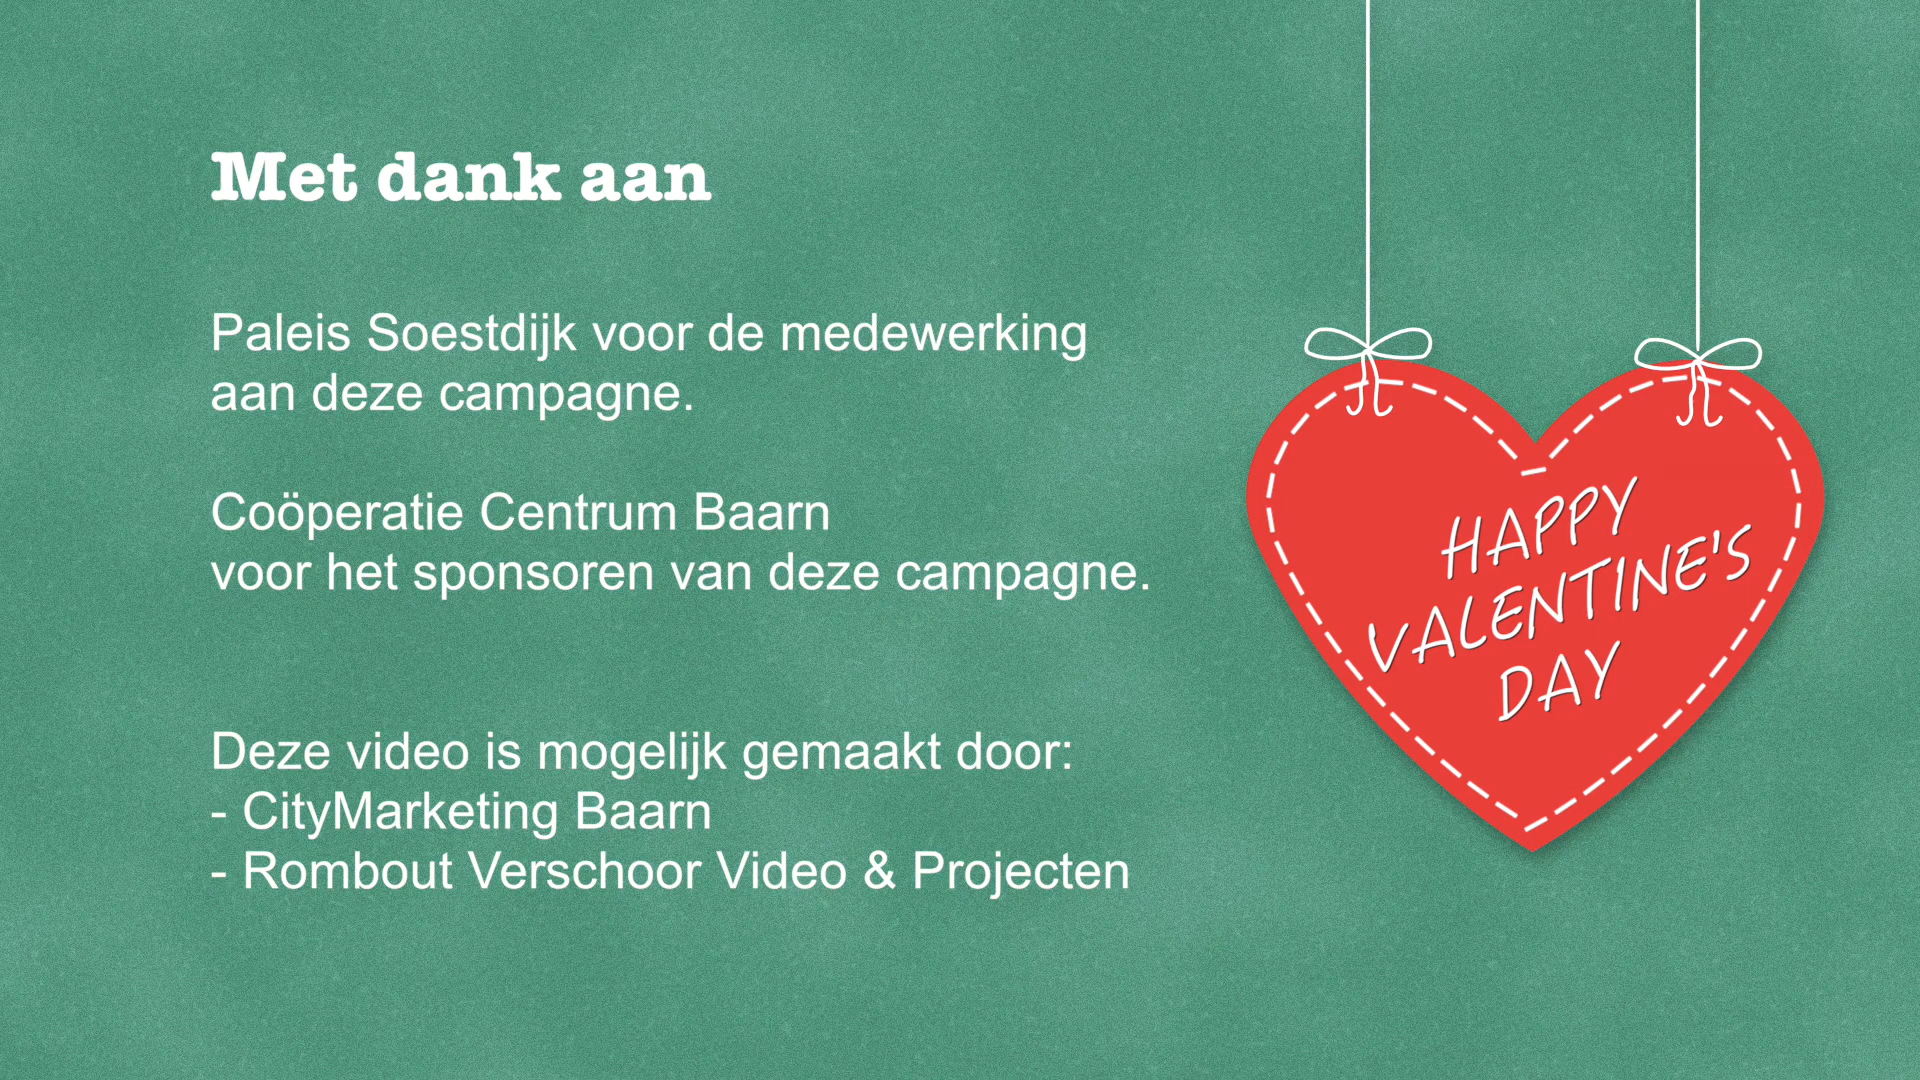 Met dank aan
Paleis Soestdijk voor de medewerking
aan deze campagne.
Coöperatie Centrum Baarn
voor het sponsoren van deze campagne.
Deze video is mogelijk gemaakt door:
- CityMarketing Baarn
- Rombout Verschoor Video & Projecten
HAPPY
VALENTINE'S
DAY